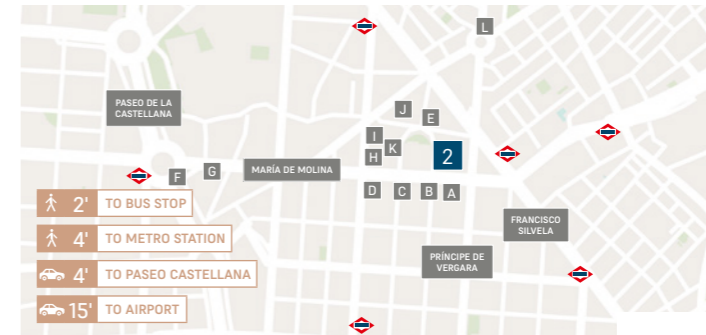 L
PASEO DE LA
CASTELLANA
J
E
I
K
H
2
G
F
MARÍA DE MOLINA
D
C
B
A
2' TO BUS STOP
4' TO METRO STATION
4' TO PASEO CASTELLANA
15' TO AIRPORT
FRANCISCO
SILVELA
PRÍNCIPE DE
VERGARA